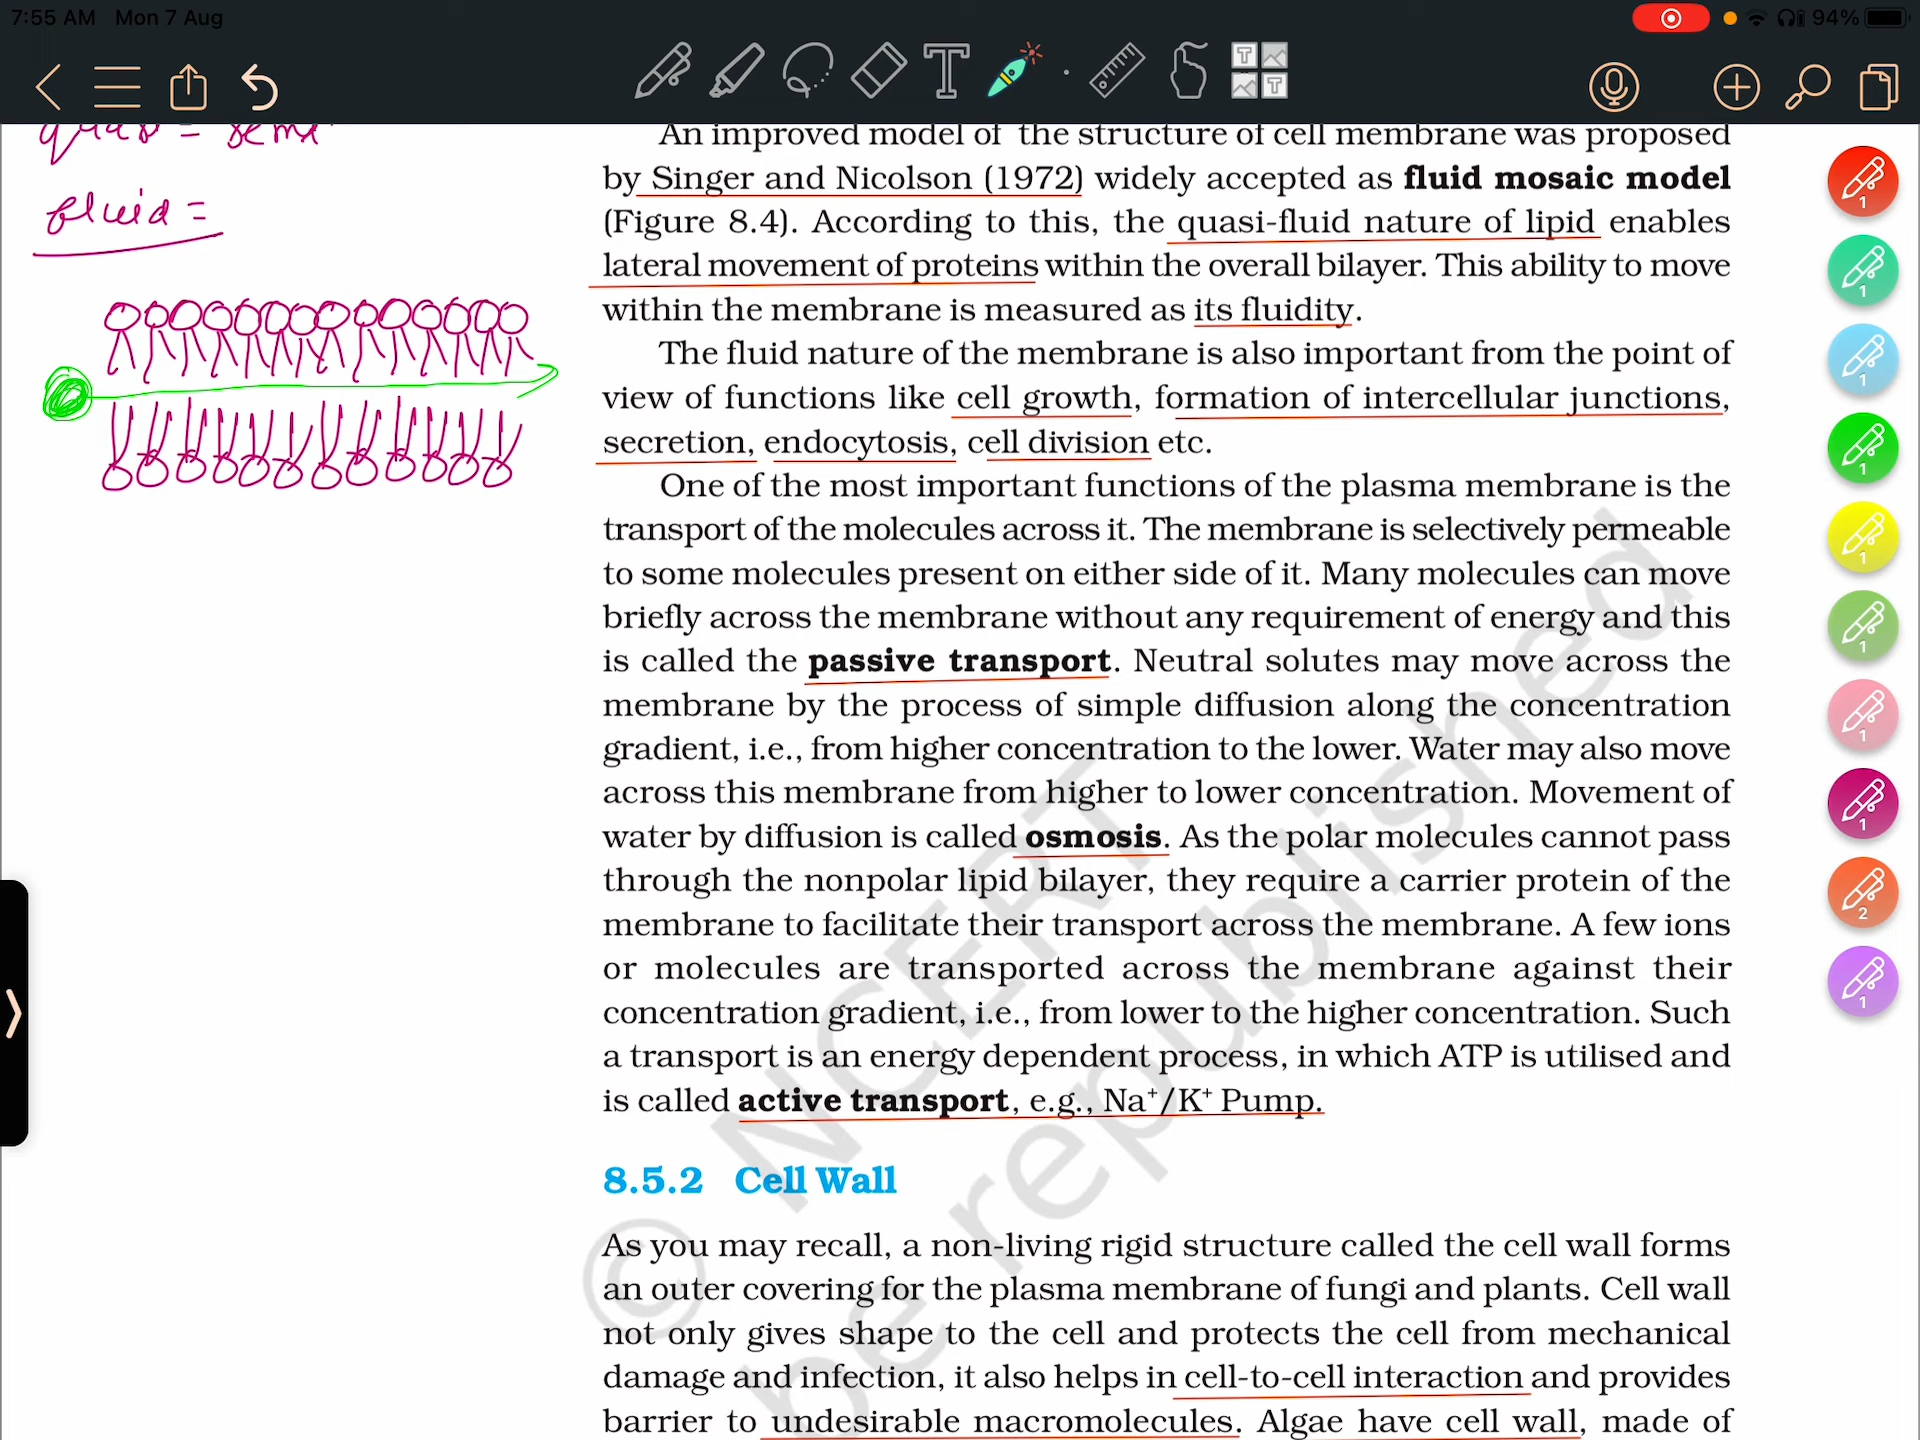 7:55 AM Mon 7 Aug
94%
quasi = semi
fluid =
An improved model of the structure of cell membrane was proposed
by Singer and Nicolson (1972) widely accepted as fluid mosaic model
(Figure 8.4). According to this, the quasi-fluid nature of lipid enables
lateral movement of proteins within the overall bilayer. This ability to move
within the membrane is measured as its fluidity.
The fluid nature of the membrane is also important from the point of
view of functions like cell growth, formation of intercellular junctions,
secretion, endocytosis, cell division etc.
One of the most important functions of the plasma membrane is the
transport of the molecules across it. The membrane is selectively permeable
to some molecules present on either side of it. Many molecules can move
briefly across the membrane without any requirement of energy and this
is called the passive transport. Neutral solutes may move across the
membrane by the process of simple diffusion along the concentration
gradient, i.e., from higher concentration to the lower. Water may also move
across this membrane from higher to lower concentration. Movement of
water by diffusion is called osmosis. As the polar molecules cannot pass
through the nonpolar lipid bilayer, they require a carrier protein of the
membrane to facilitate their transport across the membrane. A few ions
or molecules are transported across the membrane against their
concentration gradient, i.e., from lower to the higher concentration. Such
a transport is an energy dependent process, in which ATP is utilised and
is called active transport, e.g., Na⁺/K⁺ Pump.
8.5.2 Cell Wall
As you may recall, a non-living rigid structure called the cell wall forms
an outer covering for the plasma membrane of fungi and plants. Cell wall
not only gives shape to the cell and protects the cell from mechanical
damage and infection, it also helps in cell-to-cell interaction and provides
barrier to undesirable macromolecules. Algae have cell wall, made of
© NCERT
be republished
T
T
T
1
1
1
1
1
1
1
1
2
1